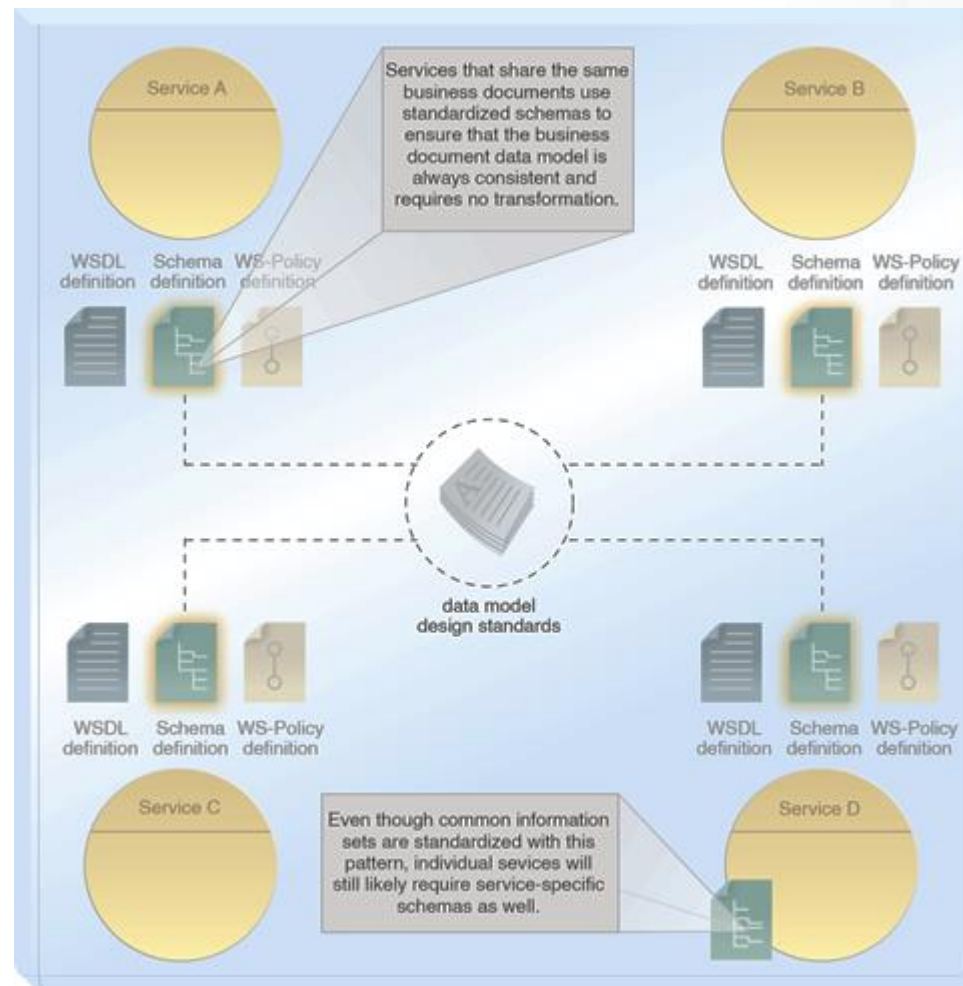 Service A
Services that share the same
business documents use
standardized schemas to
ensure that the business
document data model is
always consistent and
requires no transformation.
Service B
WSDL
definition
Schema
definition
WS-Policy
definition
WSDL
definition
Schema
definition
WS-Policy
definition
A
data model
design standards
WSDL
definition
Schema
definition
WS-Policy
definition
WSDL
definition
Schema
definition
WS-Policy
definition
Service C
Even though common information
sets are standardized with this
pattern, individual sevices will
still likely require service-specific
schemas as well.
Service D